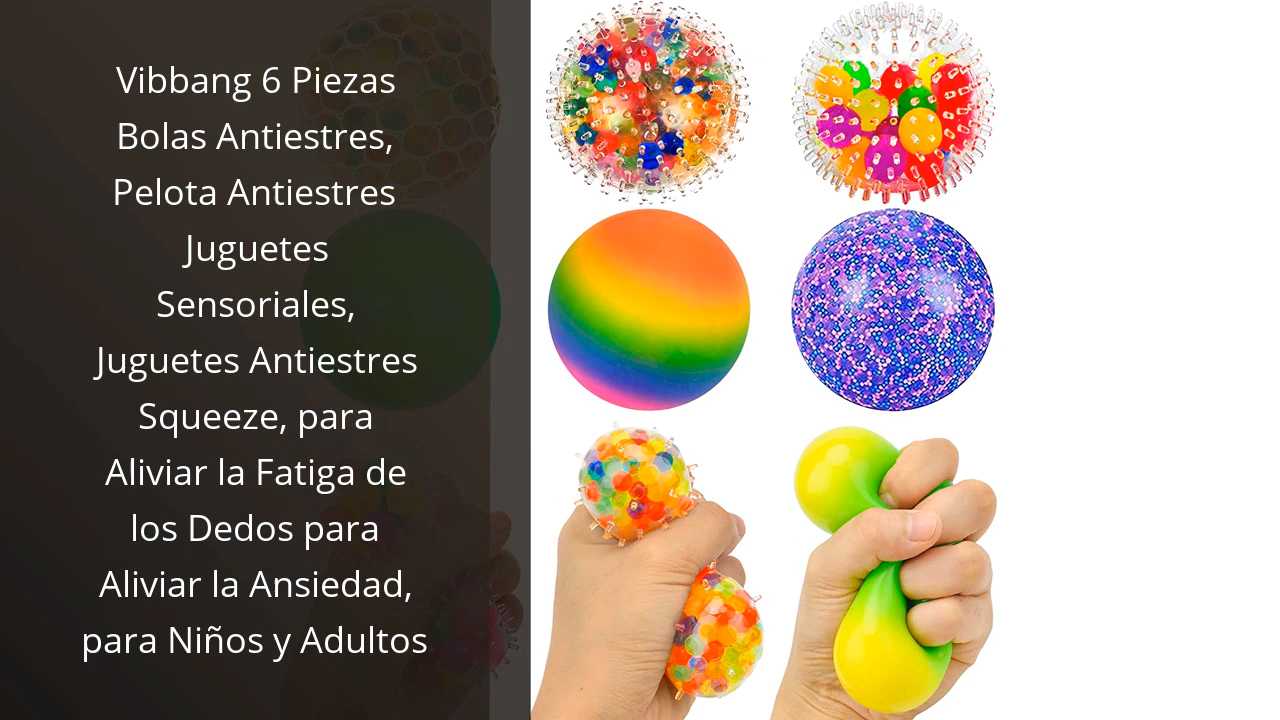 Vibbang 6 Piezas
Bolas Antiestres,
Pelota Antiestres
Juguetes
Sensoriales,
Juguetes Antiestres
Squeeze, para
Aliviar la Fatiga de
los Dedos para
Aliviar la Ansiedad,
para Niños y Adultos